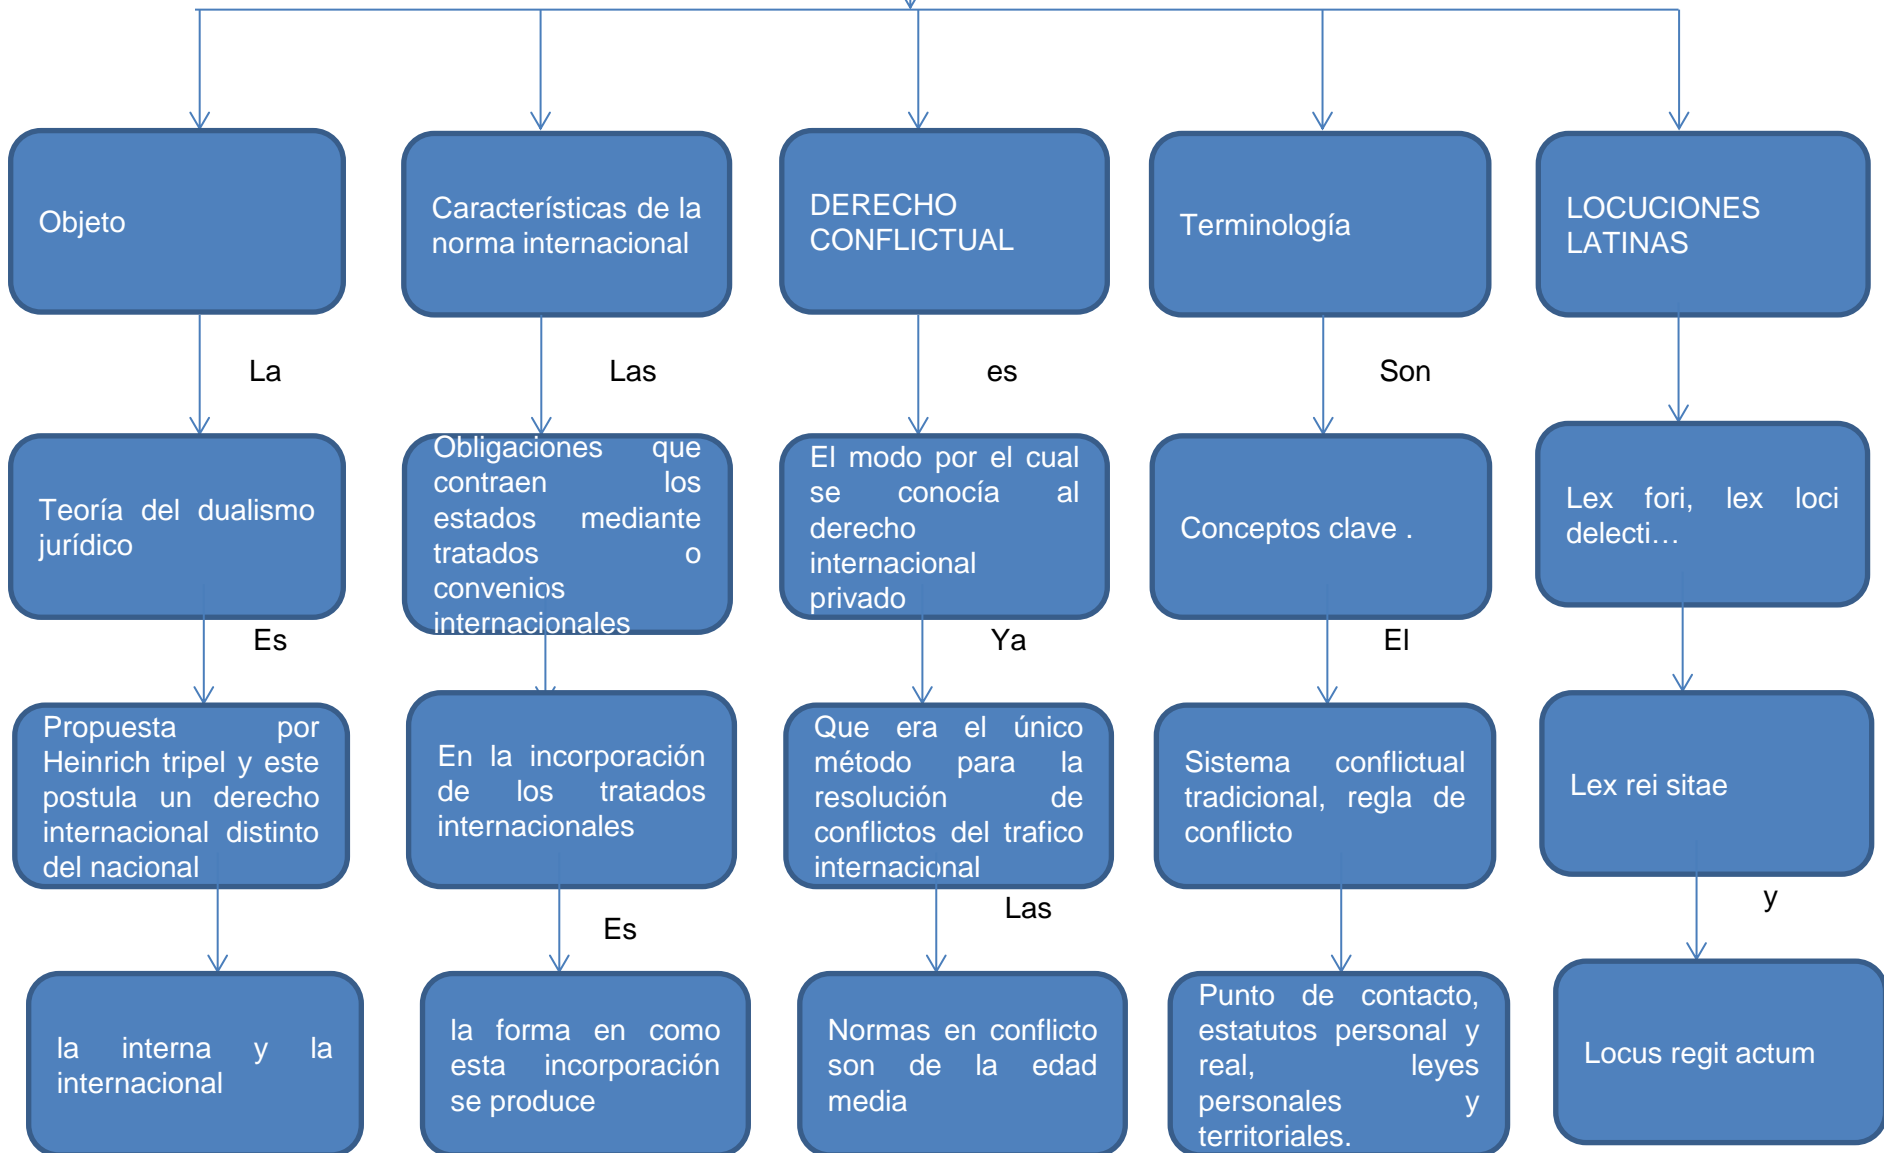 Objeto
Características de la
norma internacional
DERECHO
CONFLICTUAL
Terminología
LOCUCIONES
LATINAS
La
Las
es
Son
Teoría del dualismo
jurídico
Obligaciones que
contraen los
estados mediante
tratados o
convenios
internacionales
El modo por el cual
se conocía al
derecho
internacional
privado
Conceptos clave .
Lex fori, lex loci
delecti…
Es
Ya
El
Propuesta por
Heinrich tripel y este
postula un derecho
internacional distinto
del nacional
En la incorporación
de los tratados
internacionales
Que era el único
método para la
resolución de
conflictos del trafico
internacional
Sistema conflictual
tradicional, regla de
conflicto
Lex rei sitae
Es
Las
y
la interna y la
internacional
la forma en como
esta incorporación
se produce
Normas en conflicto
son de la edad
media
Punto de contacto,
estatutos personal y
real, leyes
personales y
territoriales.
Locus regit actum